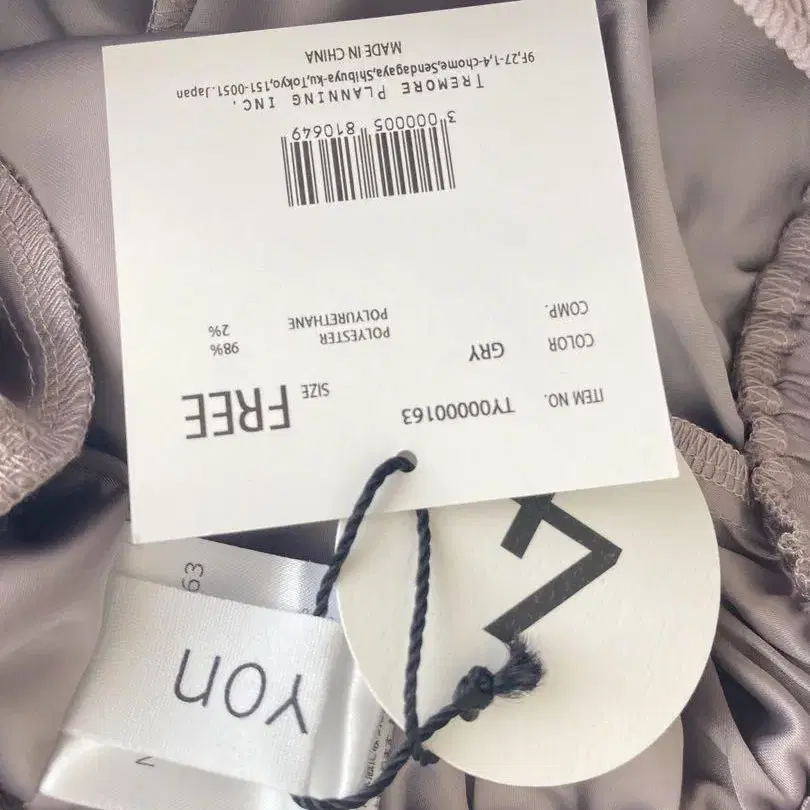 ITEM NO. TY00000163 SIZE FREE
COLOR GRY POLYESTER 98%
COMP. POLYURETHANE 2%
3 000005 810649
TREMORE PLANNING INC.
9F,27-1,4-chome,Sendagaya,Shibuya-ku,Tokyo,151-0051.Japan
MADE IN CHINA
63
yon